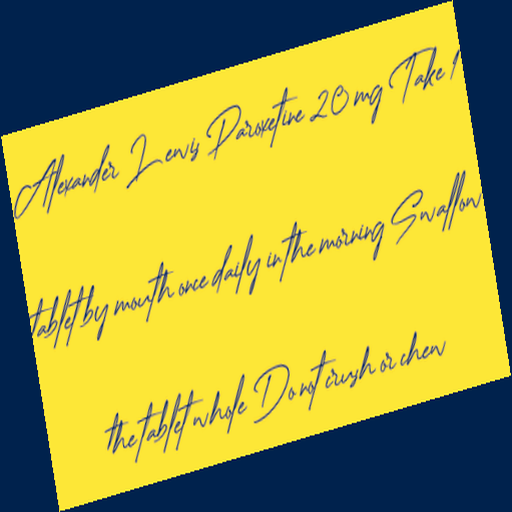 Alexander Lewis Paroxetine 20 mg Take 1
tablet by mouth once daily in the morning Swallow
the tablet whole Do not crush or chew